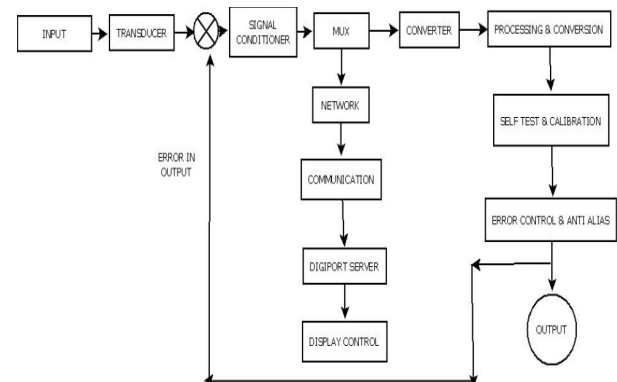 INPUT
TRANSDUCER
SIGNAL
CONDITIONER
MUX
CONVERTER
PROCESSING & CONVERSION
NETWORK
SELF TEST & CALIBRATION
ERROR IN
OUTPUT
COMMUNICATION
ERROR CONTROL & ANTI ALIAS
DIGIPORT SERVER
OUTPUT
DISPLAY CONTROL